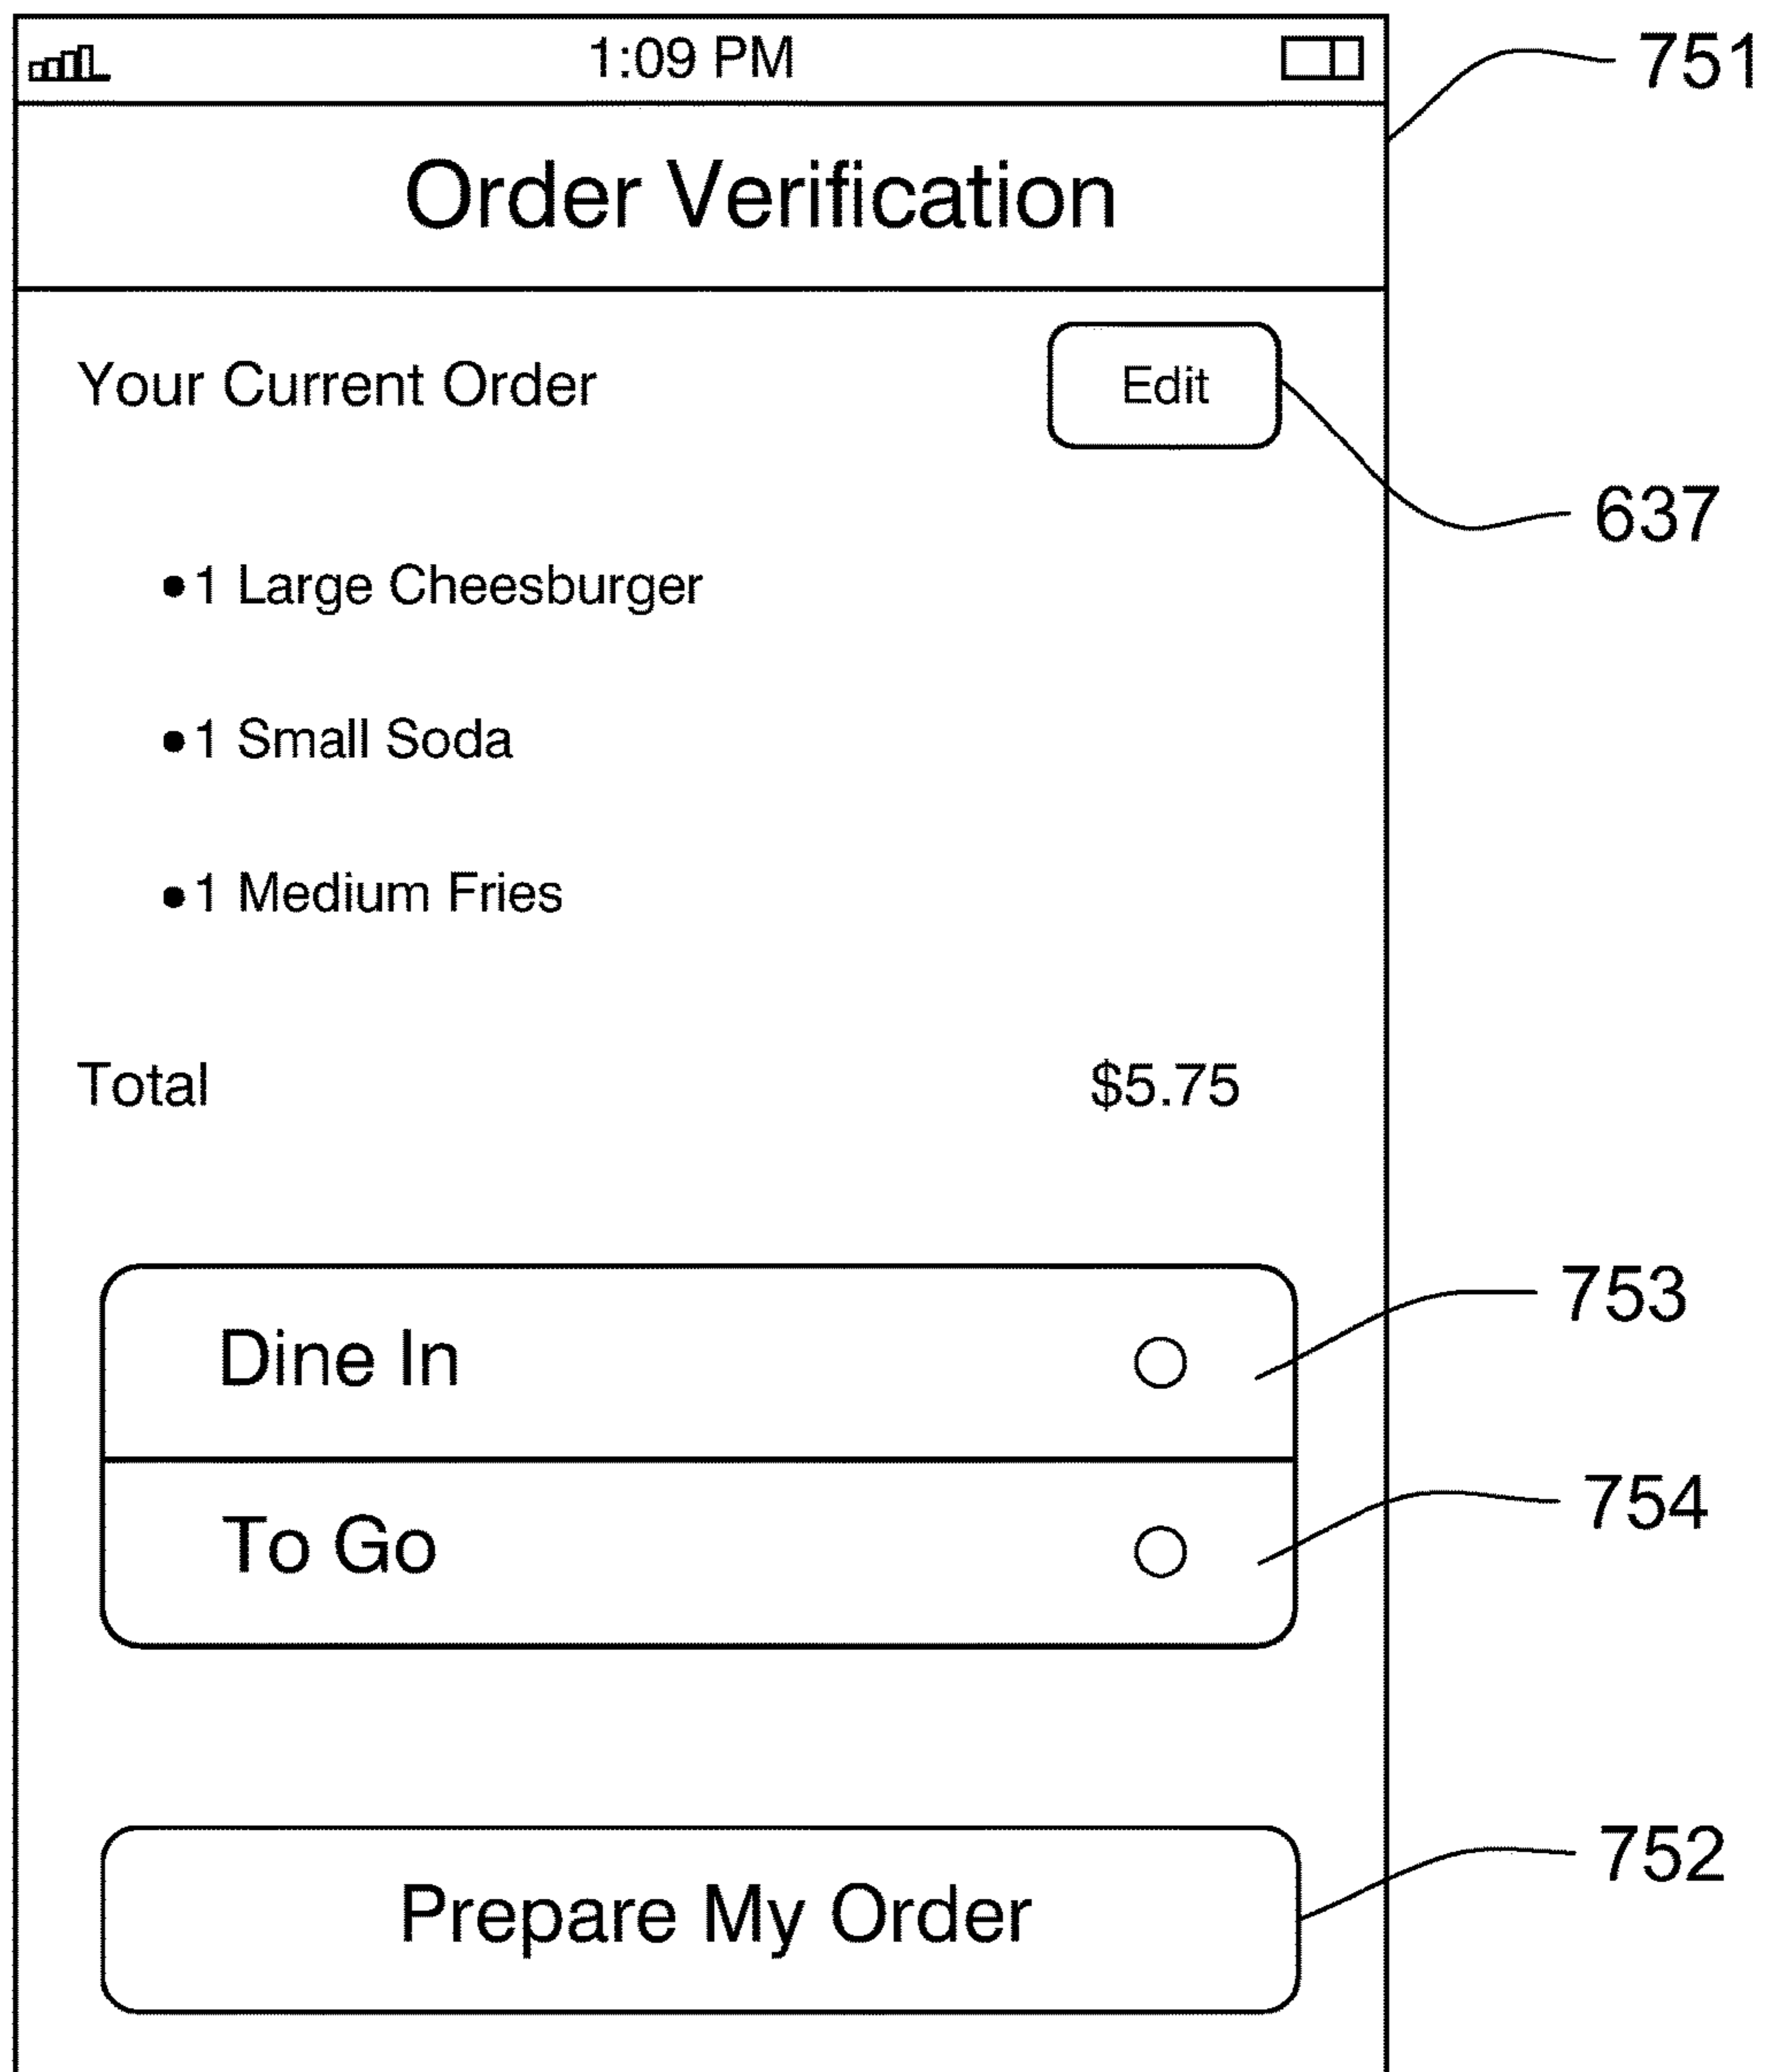 1:09 PM
751
Order Verification
Your Current Order
Edit
637
•1 Large Cheesburger
•1 Small Soda
•1 Medium Fries
Total $5.75
753
Dine In
754
To Go
752
Prepare My Order